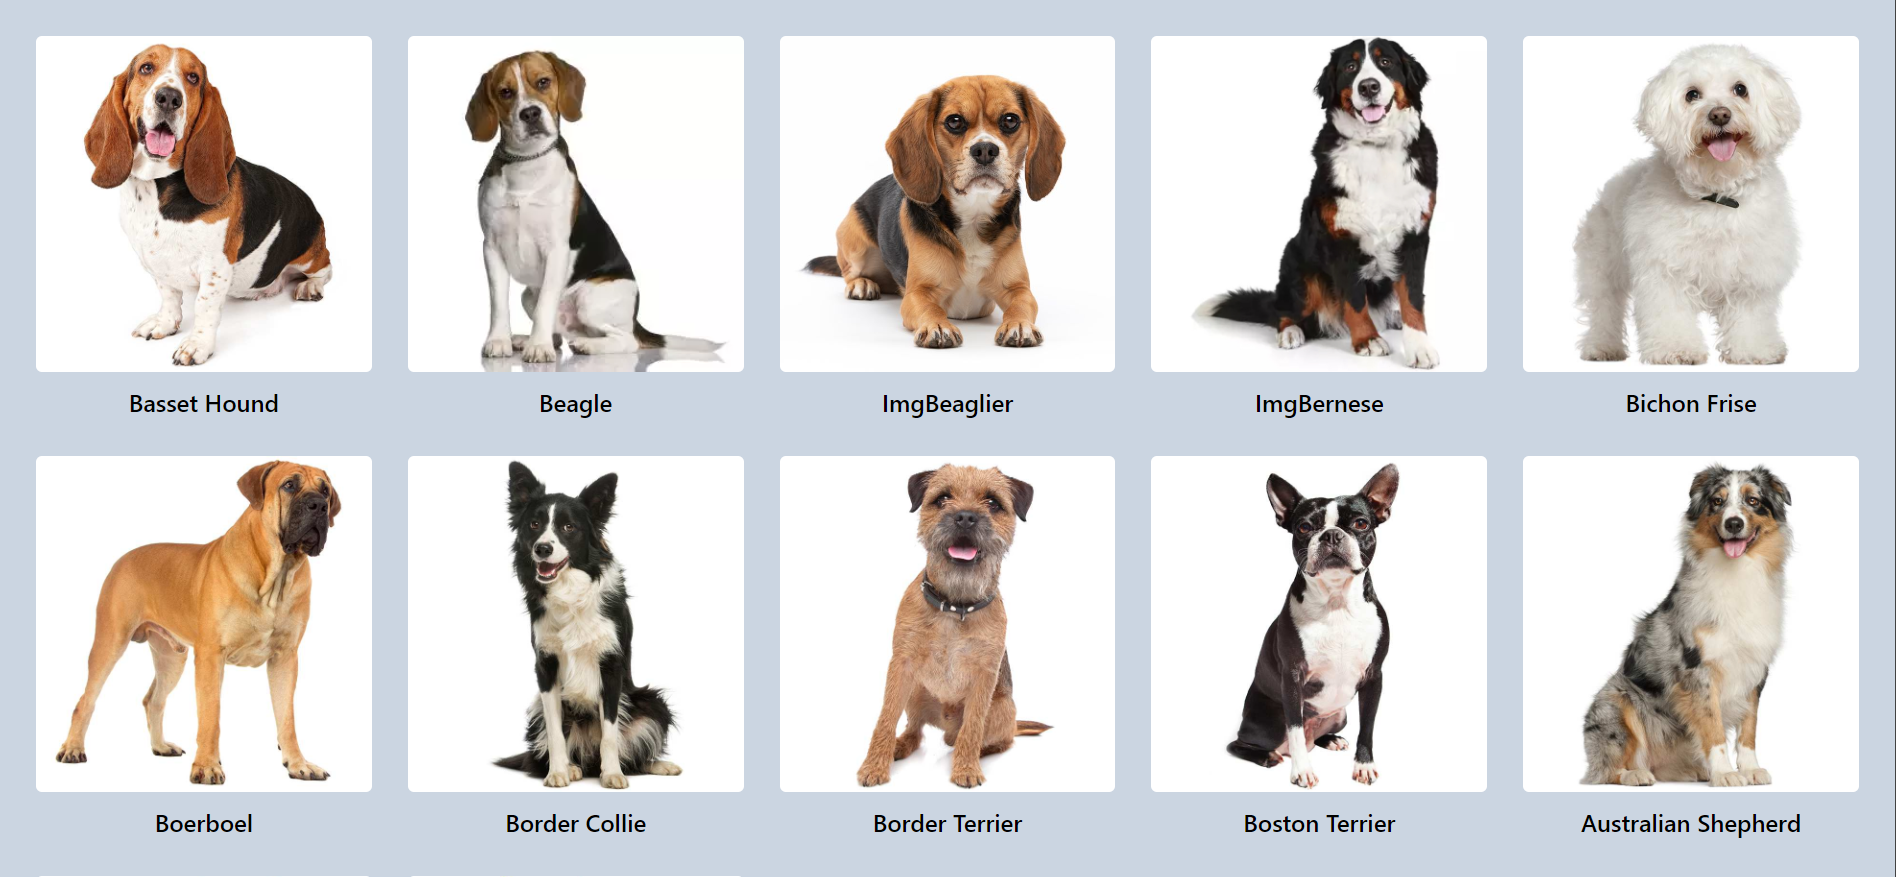 Basset Hound
Beagle
ImgBeaglier
ImgBernese
Bichon Frise
Boerboel
Border Collie
Border Terrier
Boston Terrier
Australian Shepherd